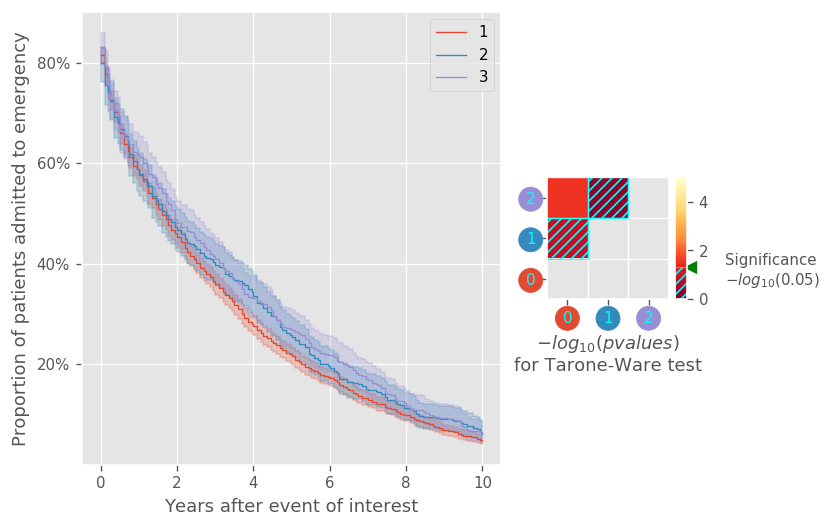 Proportion of patients admitted to emergency
80%
60%
40%
20%
0 2 4 6 8 10
Years after event of interest
1
2
3
2
1
0
0 1 2
4
2
0
Significance
−log₁₀(0.05)
−log₁₀(pvalues)
for Tarone-Ware test